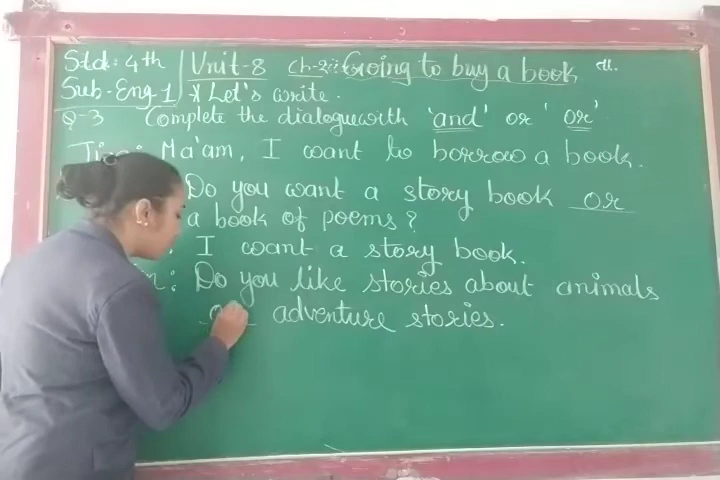 Std: 4th Unit-8 Ch-2: Going to buy a book
Sub-Eng-1 * Let's write.
Q-3 Complete the dialogue with 'and' or 'or'
Ma'am, I want to borrow a book.
Do you want a story book or
a book of poems?
I want a story book.
Do you like stories about animals
adventure stories.